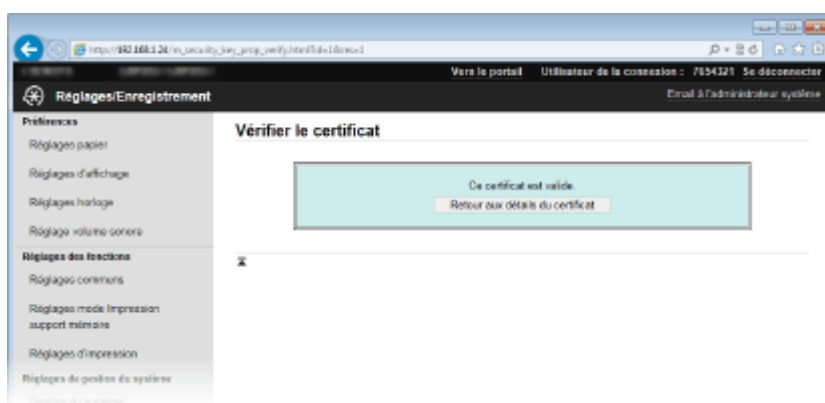 Vers le portail Utilisateur de la connexion : 7654321 Se déconnecter
Réglages/Enregistrement Email à l'administrateur système
Préférences
Vérifier le certificat
Réglages papier
Réglages d'affichage
Ce certificat est valide.
Retour aux détails du certificat
Réglages horloge
Réglage volume sonore
Réglages des fonctions
Réglages communs
Réglages mode Impression
support mémoire
Réglages d'impression
Réglages de gestion du système